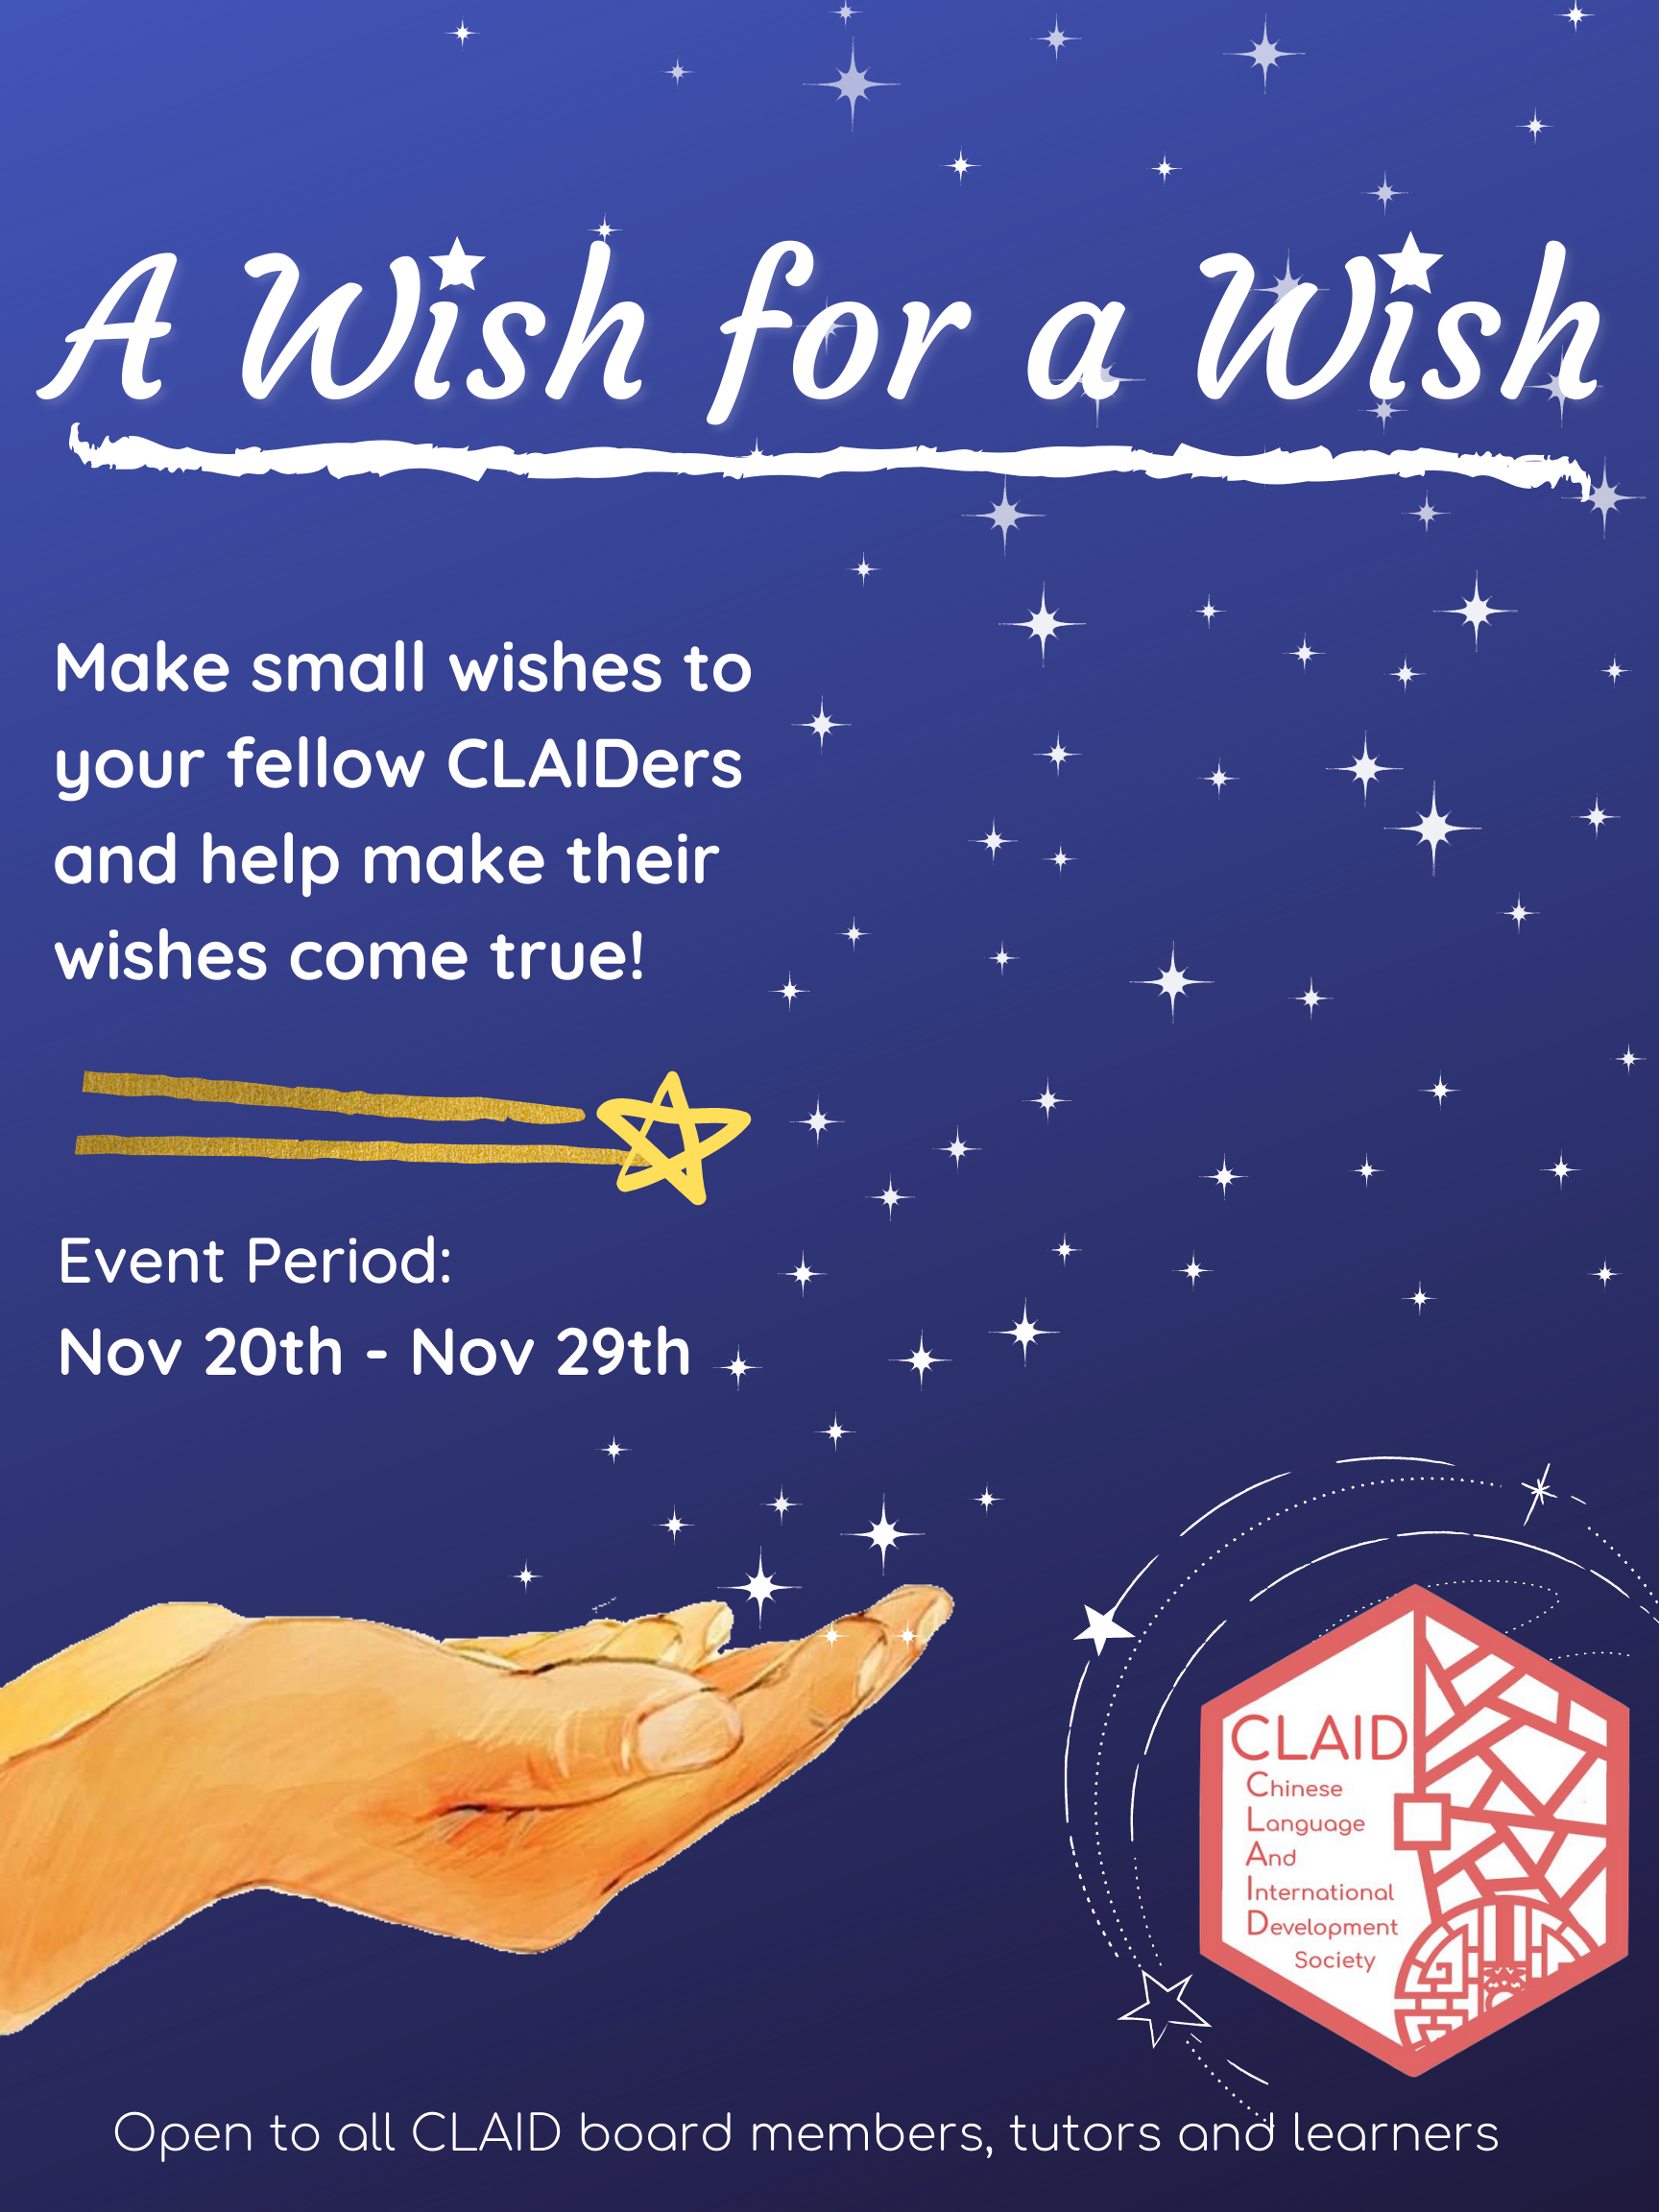 A Wish for a Wish
Make small wishes to
your fellow CLAIDers
and help make their
wishes come true!
Event Period:
Nov 20th - Nov 29th
CLAID
Chinese
Language
And
International
Development
Society
Open to all CLAID board members, tutors and learners